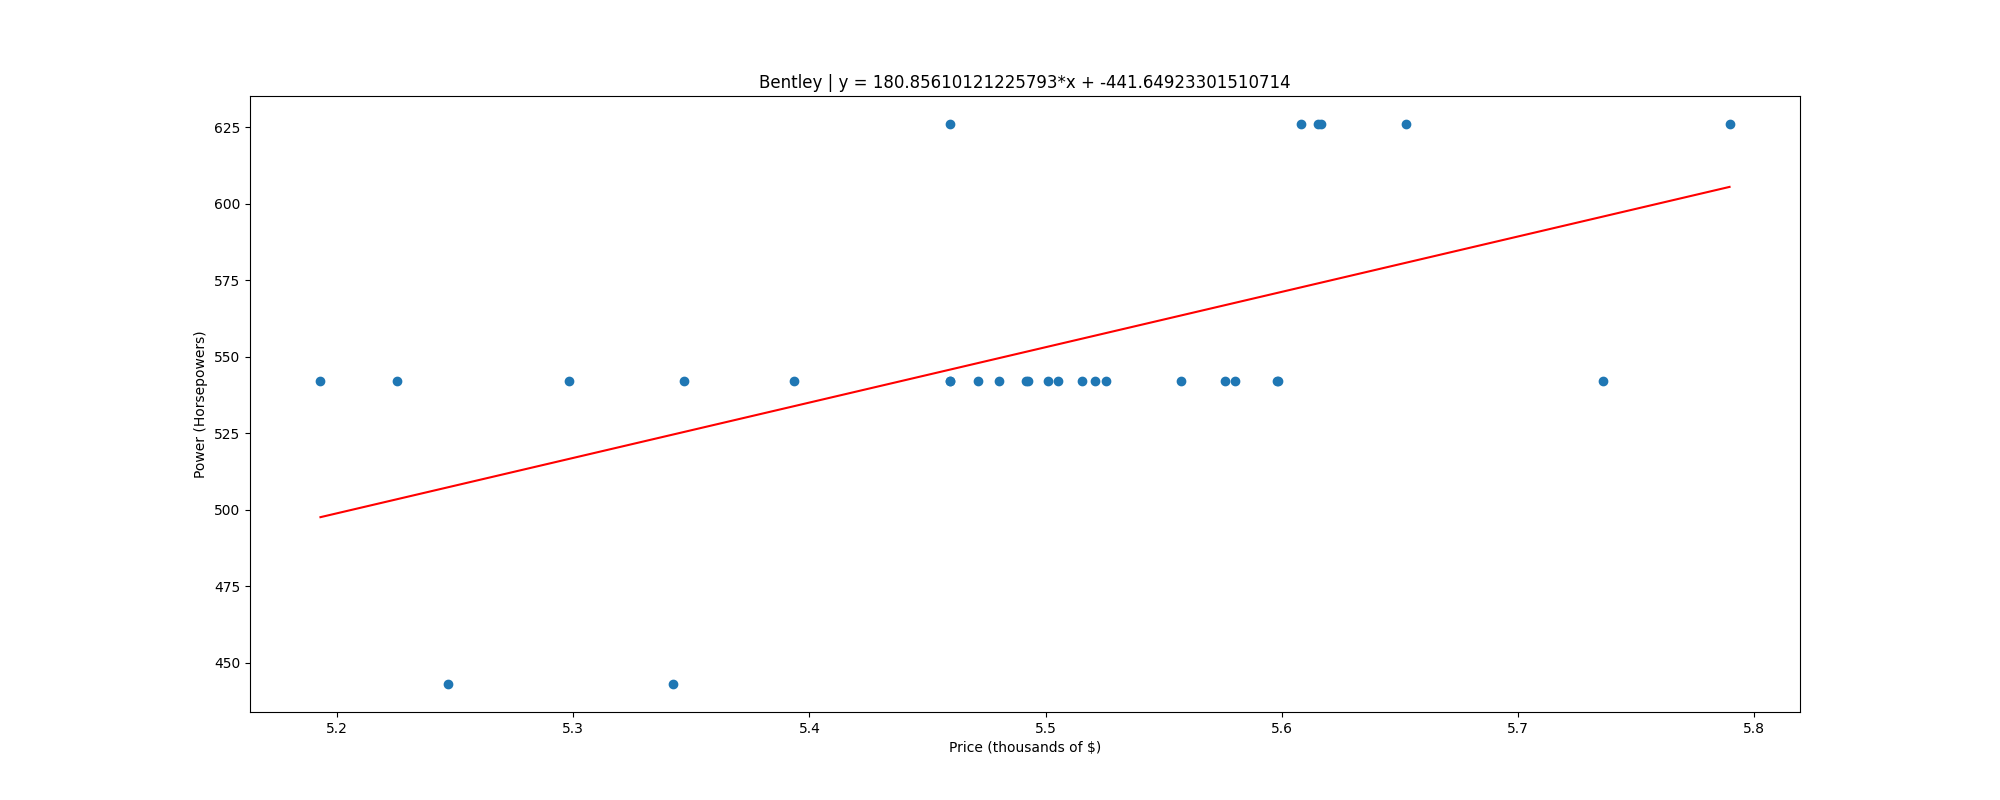 Bentley | y = 180.85610121225793*x + -441.64923301510714
625
600
575
550
525
500
475
450
Power (Horsepowers)
5.2 5.3 5.4 5.5 5.6 5.7 5.8
Price (thousands of $)